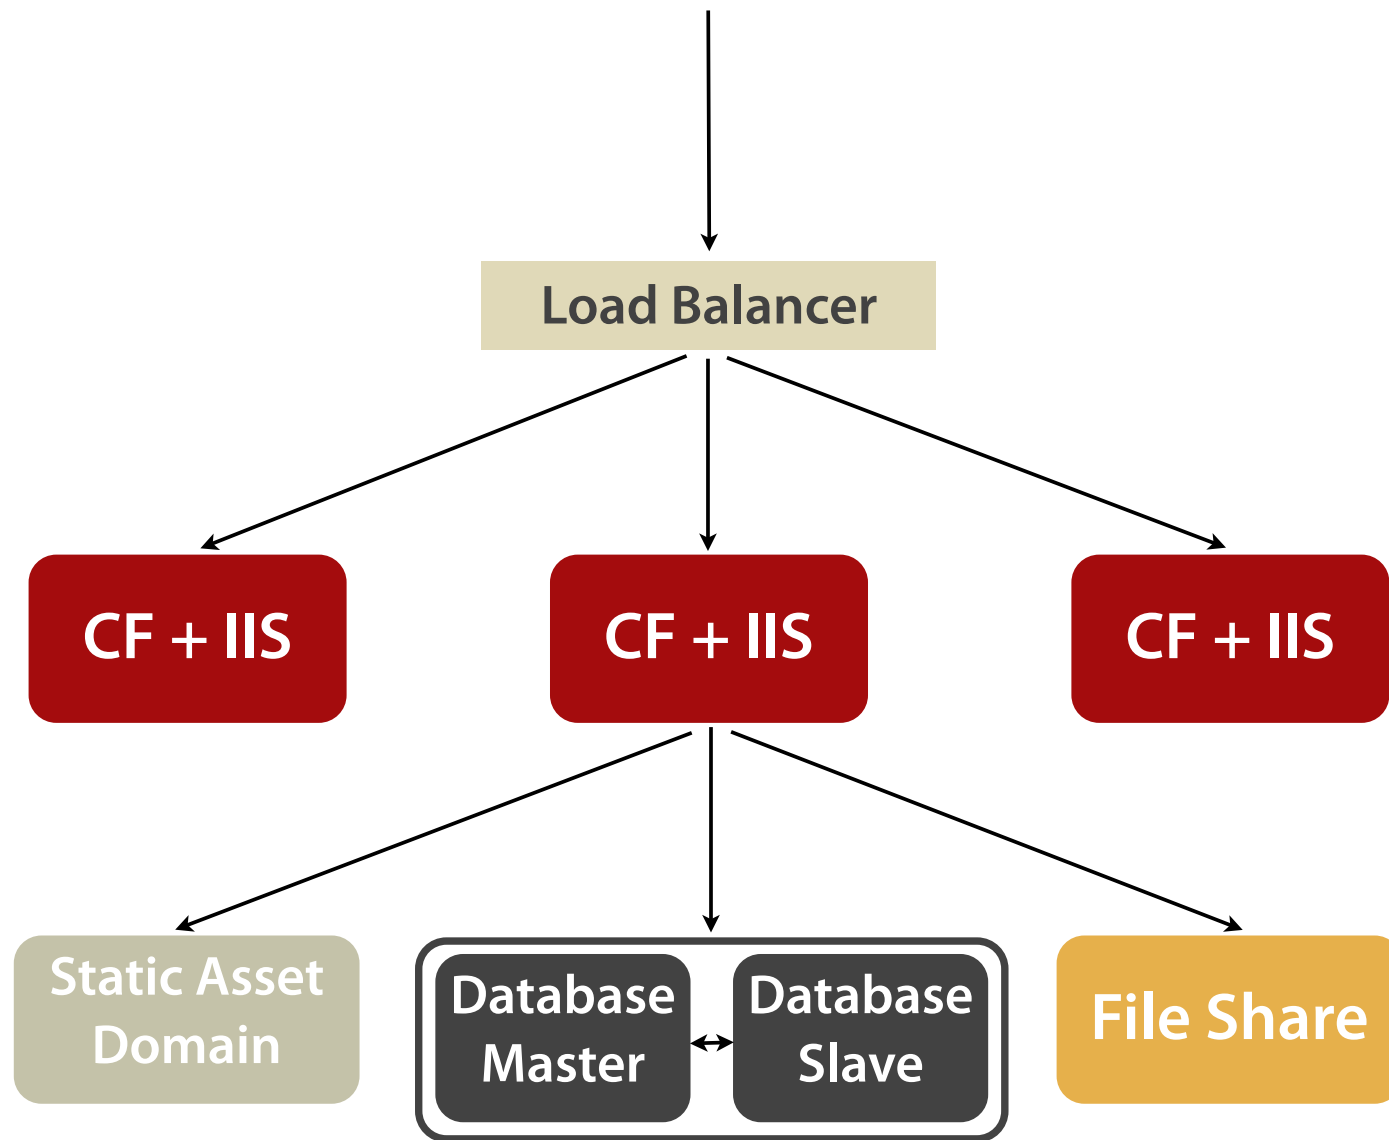 Load Balancer
CF + IIS
CF + IIS
CF + IIS
Static Asset
Domain
Database
Master
Database
Slave
File Share